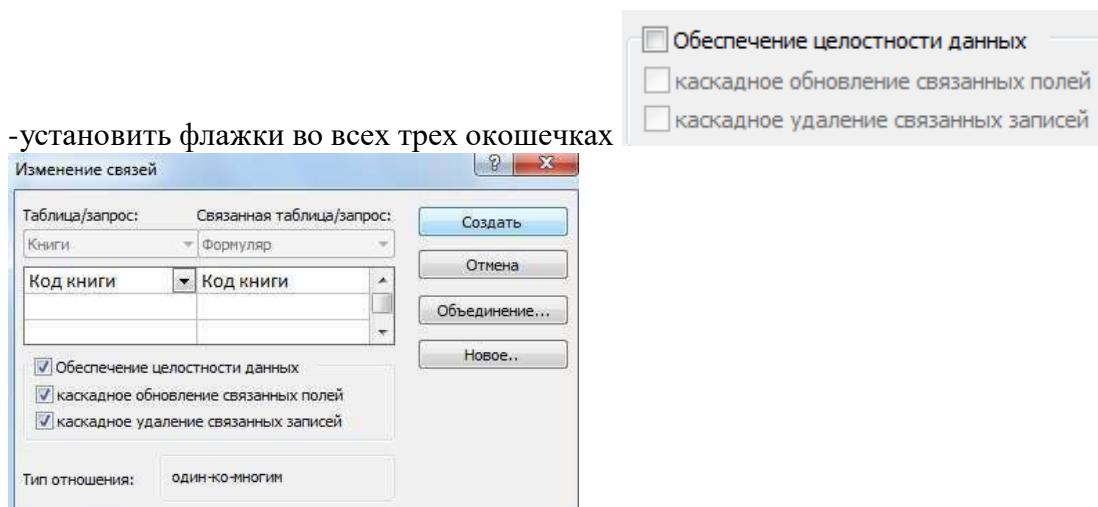 Обеспечение целостности данных
каскадное обновление связанных полей
каскадное удаление связанных записей
-установить флажки во всех трех окошечках
Изменение связей
Таблица/запрос: Связанная таблица/запрос:
Книги Формуляр
Код книги Код книги
Создать
Отмена
Объединение...
Новое..
Обеспечение целостности данных
каскадное обновление связанных полей
каскадное удаление связанных записей
Тип отношения: один-ко-многим